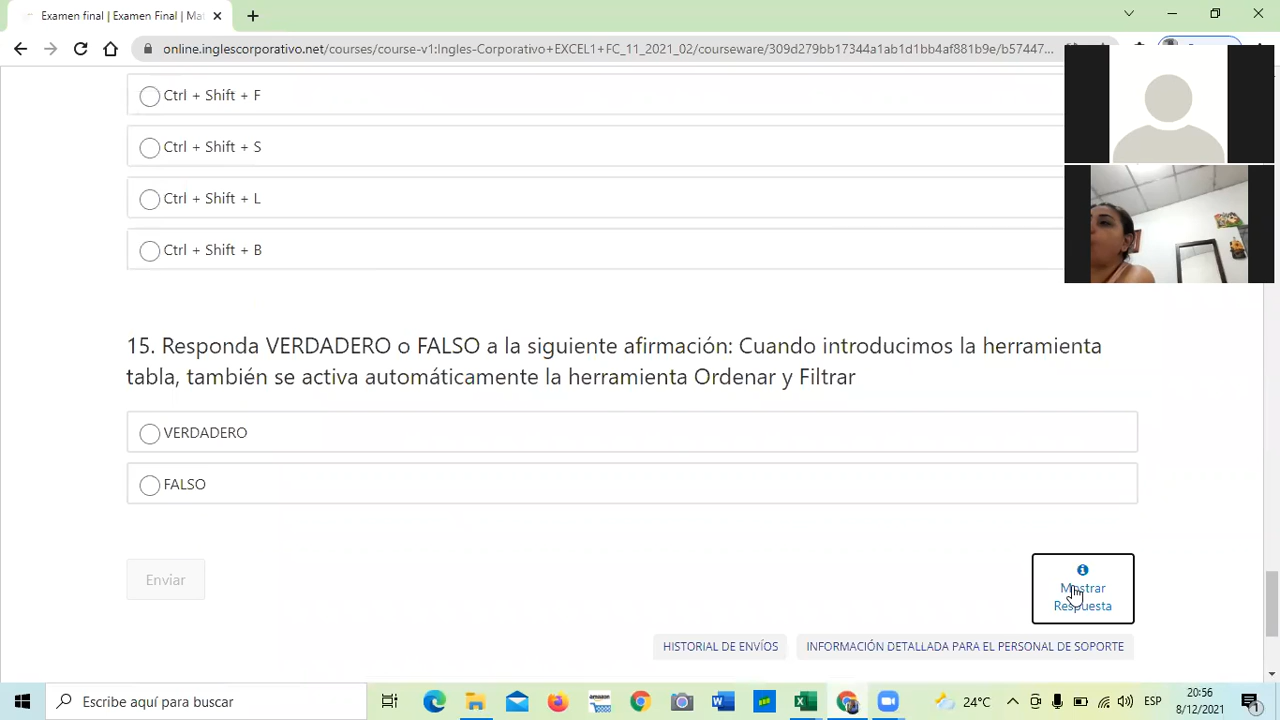 Examen final | Examen Final | Ma
online.inglescorporativo.net/courses/course-v1:Ingles-Corporativo+EXCEL1+FC_11_2021_02/courseware/309d279bb17344a1ab1d1bb4af881b9e/b57447...
Ctrl + Shift + F
Ctrl + Shift + S
Ctrl + Shift + L
Ctrl + Shift + B
15. Responda VERDADERO o FALSO a la siguiente afirmación: Cuando introducimos la herramienta
tabla, también se activa automáticamente la herramienta Ordenar y Filtrar
VERDADERO
FALSO
Enviar
Mostrar
Respuesta
HISTORIAL DE ENVÍOS
INFORMACIÓN DETALLADA PARA EL PERSONAL DE SOPORTE
Escribe aquí para buscar
amazon
24°C
ESP
20:56
8/12/2021
1